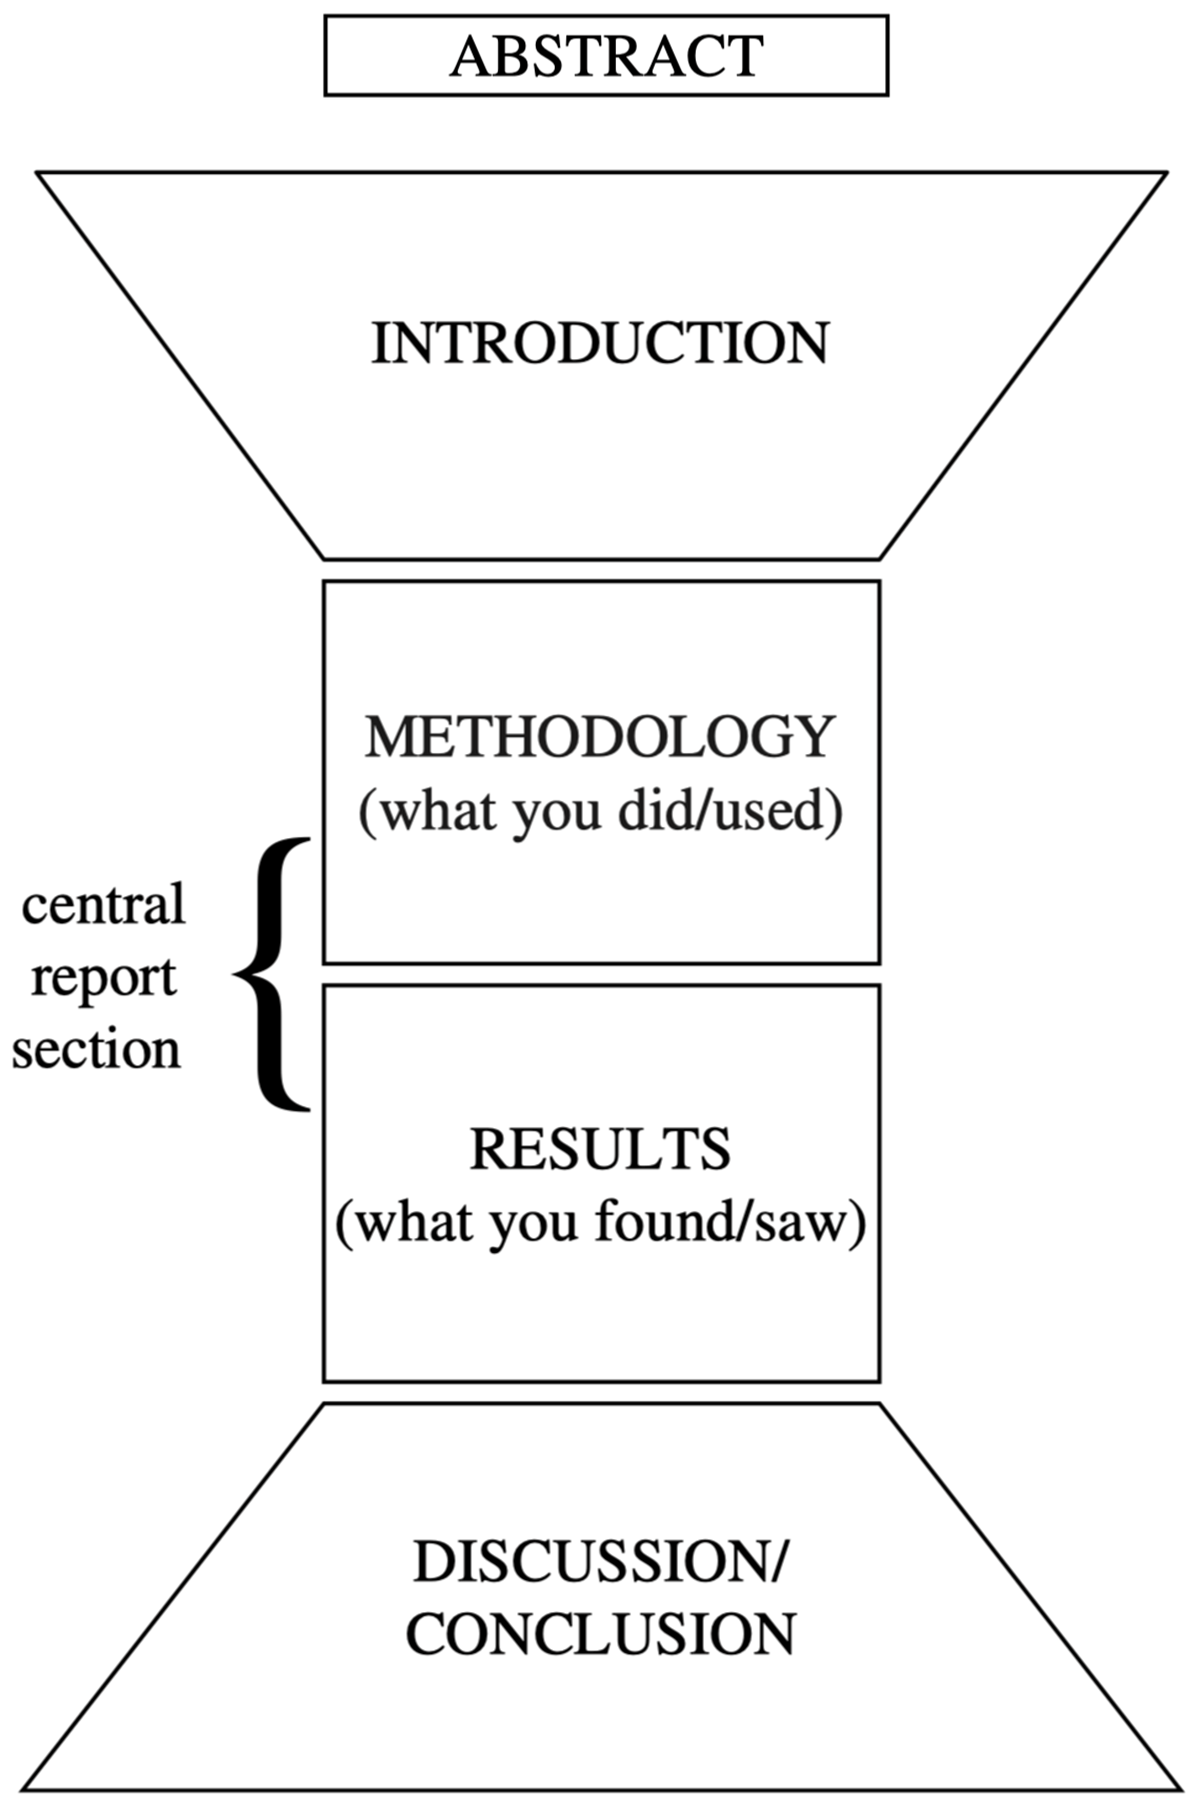 ABSTRACT
INTRODUCTION
METHODOLOGY
(what you did/used)
central
report
section
RESULTS
(what you found/saw)
DISCUSSION/
CONCLUSION